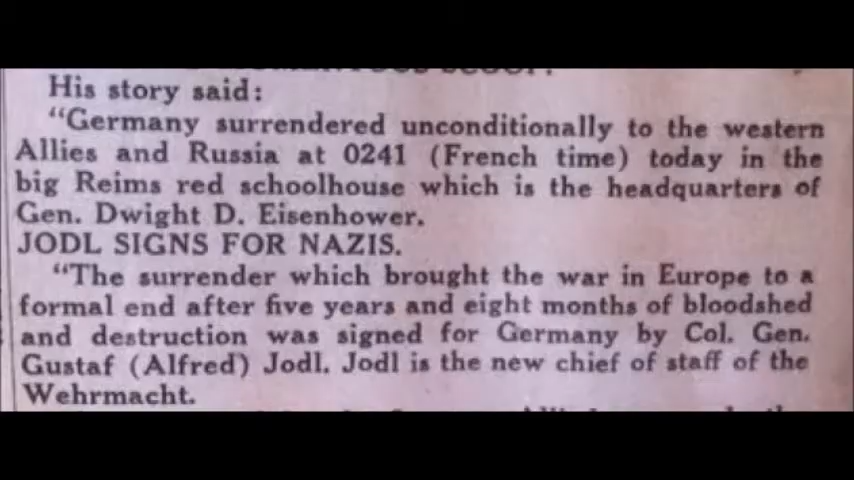 His story said:
"Germany surrendered unconditionally to the western
Allies and Russia at 0241 (French time) today in the
big Reims red schoolhouse which is the headquarters of
Gen. Dwight D. Eisenhower.
JODL SIGNS FOR NAZIS.
"The surrender which brought the war in Europe to a
formal end after five years and eight months of bloodshed
and destruction was signed for Germany by Col. Gen.
Gustaf (Alfred) Jodl. Jodl is the new chief of staff of the
Wehrmacht.